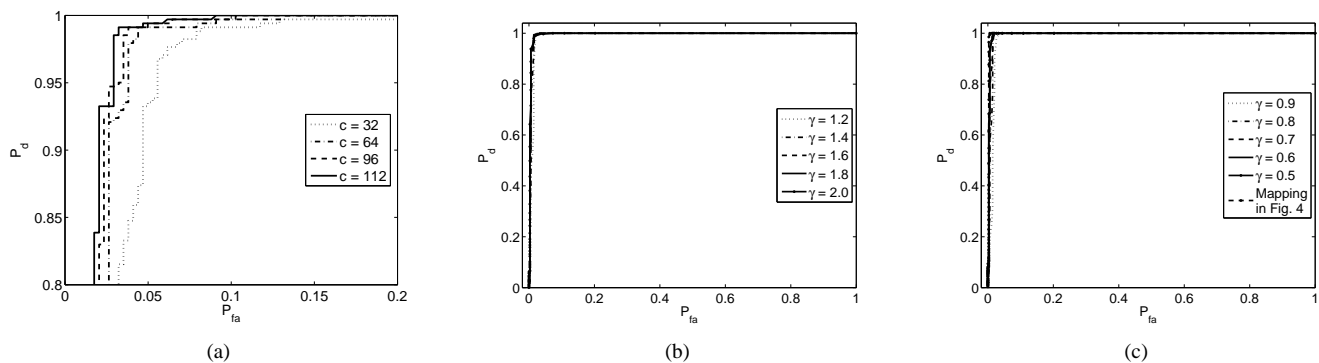 1
0.95
0.9
0.85
0.8
P_d
0
0.05
0.1
0.15
0.2
P_fa
c = 32
c = 64
c = 96
c = 112
(a)
1
0.8
0.6
0.4
0.2
0
P_d
0
0.2
0.4
0.6
0.8
1
P_fa
γ = 1.2
γ = 1.4
γ = 1.6
γ = 1.8
γ = 2.0
(b)
1
0.8
0.6
0.4
0.2
0
P_d
0
0.2
0.4
0.6
0.8
1
P_fa
γ = 0.9
γ = 0.8
γ = 0.7
γ = 0.6
γ = 0.5
Mapping
in Fig. 4
(c)